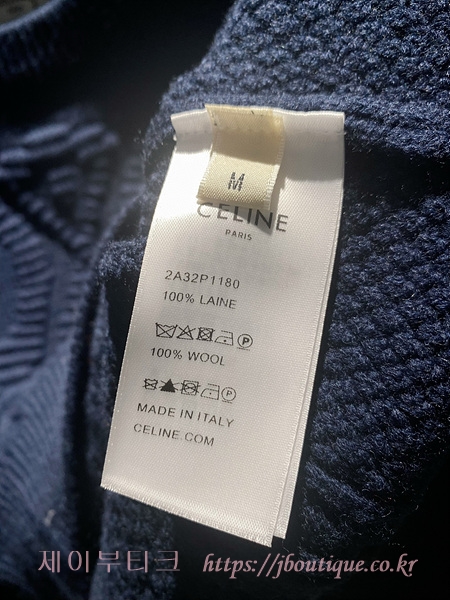 M
CELINE
PARIS
2A32P1180
100% LAINE
100% WOOL
MADE IN ITALY
CELINE.COM
제이부티크 https://jboutique.co.kr